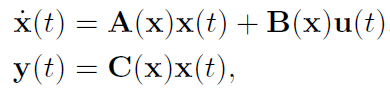 ẋ(t) = A(x)x(t) + B(x)u(t)
y(t) = C(x)x(t),